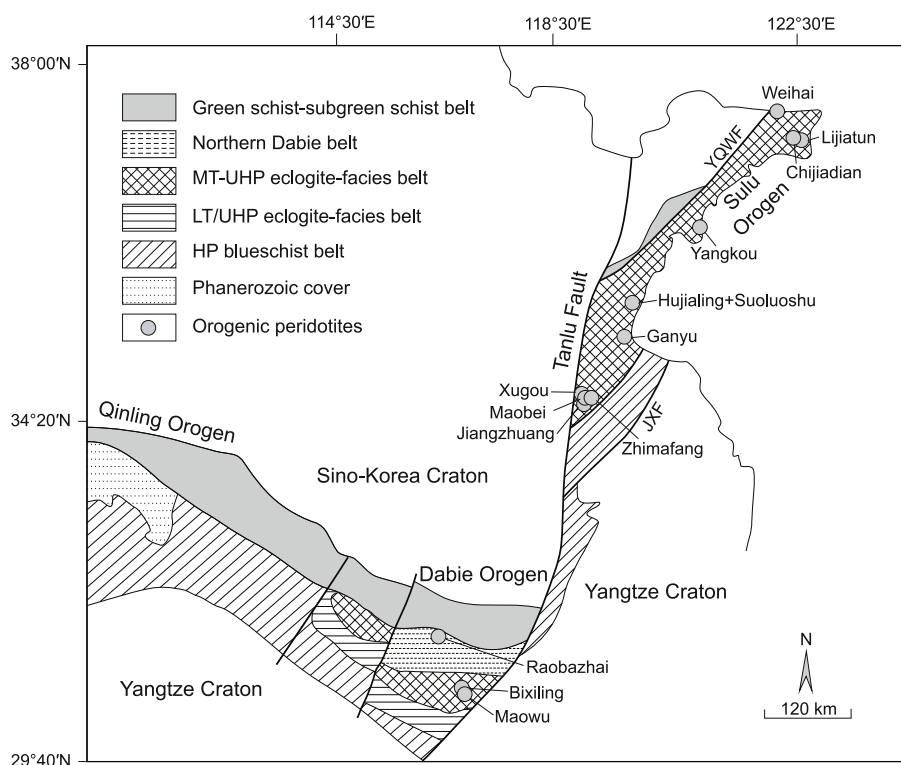 114°30′E
118°30′E
122°30′E
38°00′N
34°20′N
29°40′N
Green schist-subgreen schist belt
Northern Dabie belt
MT-UHP eclogite-facies belt
LT/UHP eclogite-facies belt
HP blueschist belt
Phanerozoic cover
Orogenic peridotites
Weihai
Lijiatun
Chijiadian
YQWF
Sulu
Orogen
Yangkou
Hujialing+Suoluoshu
Ganyu
Tanlu Fault
Xugou
Maobei
Jiangzhuang
JXF
Zhimafang
Qinling Orogen
Sino-Korea Craton
Dabie Orogen
Yangtze Craton
Raobazhai
Bixiling
Maowu
Yangtze Craton
N
120 km